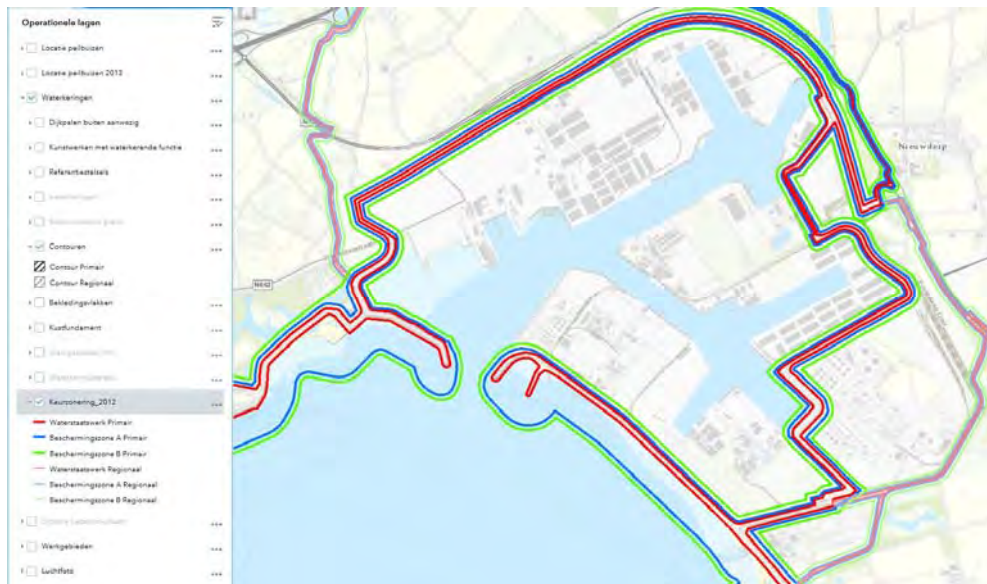 Operationele lagen
Locatie peilbuizen
Locatie peilbuizen 2013
Waterkeringen
Dijkpalen buiten aanwezig
Kunstwerken met waterkerende functie
Referentiestelsels
Contouren
Contour Primair
Contour Regionaal
Bekledingsvlakken
Kustfundament
Keurzonering_2012
Waterstaatswerk Primair
Beschermingszone A Primair
Beschermingszone B Primair
Waterstaatswerk Regionaal
Beschermingszone A Regionaal
Beschermingszone B Regionaal
Werkgebieden
Luchtfoto
Nieuwdorp